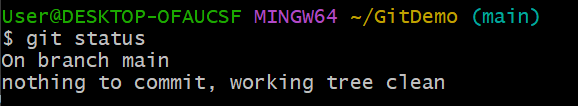 User@DESKTOP-OFAUCSF MINGW64 ~/GitDemo (main)
$ git status
On branch main
nothing to commit, working tree clean